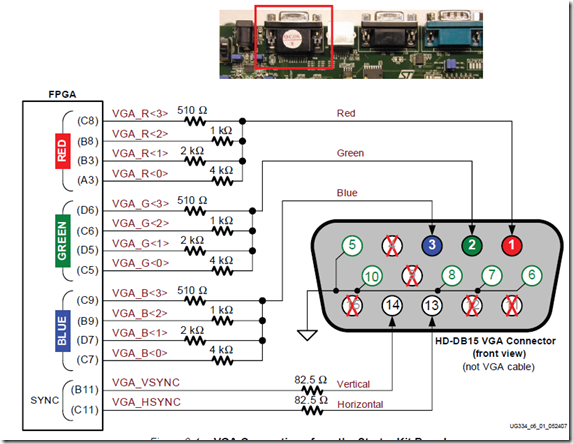 FPGA
RED
(C8) VGA_R<3> 510 Ω Red
(B8) VGA_R<2> 1 kΩ
(B3) VGA_R<1> 2 kΩ
(A3) VGA_R<0> 4 kΩ
GREEN
Green
(D6) VGA_G<3> 510 Ω
(C6) VGA_G<2> 1 kΩ
(D5) VGA_G<1> 2 kΩ
(C5) VGA_G<0> 4 kΩ
BLUE
Blue
(C9) VGA_B<3> 510 Ω
(B9) VGA_B<2> 1 kΩ
(D7) VGA_B<1> 2 kΩ
(C7) VGA_B<0> 4 kΩ
SYNC
(B11) VGA_VSYNC 82.5 Ω Vertical
(C11) VGA_HSYNC 82.5 Ω Horizontal
5 3 2 1
10 8 7 6
14 13
HD-DB15 VGA Connector
(front view)
(not VGA cable)
UG334_c6_01_052407